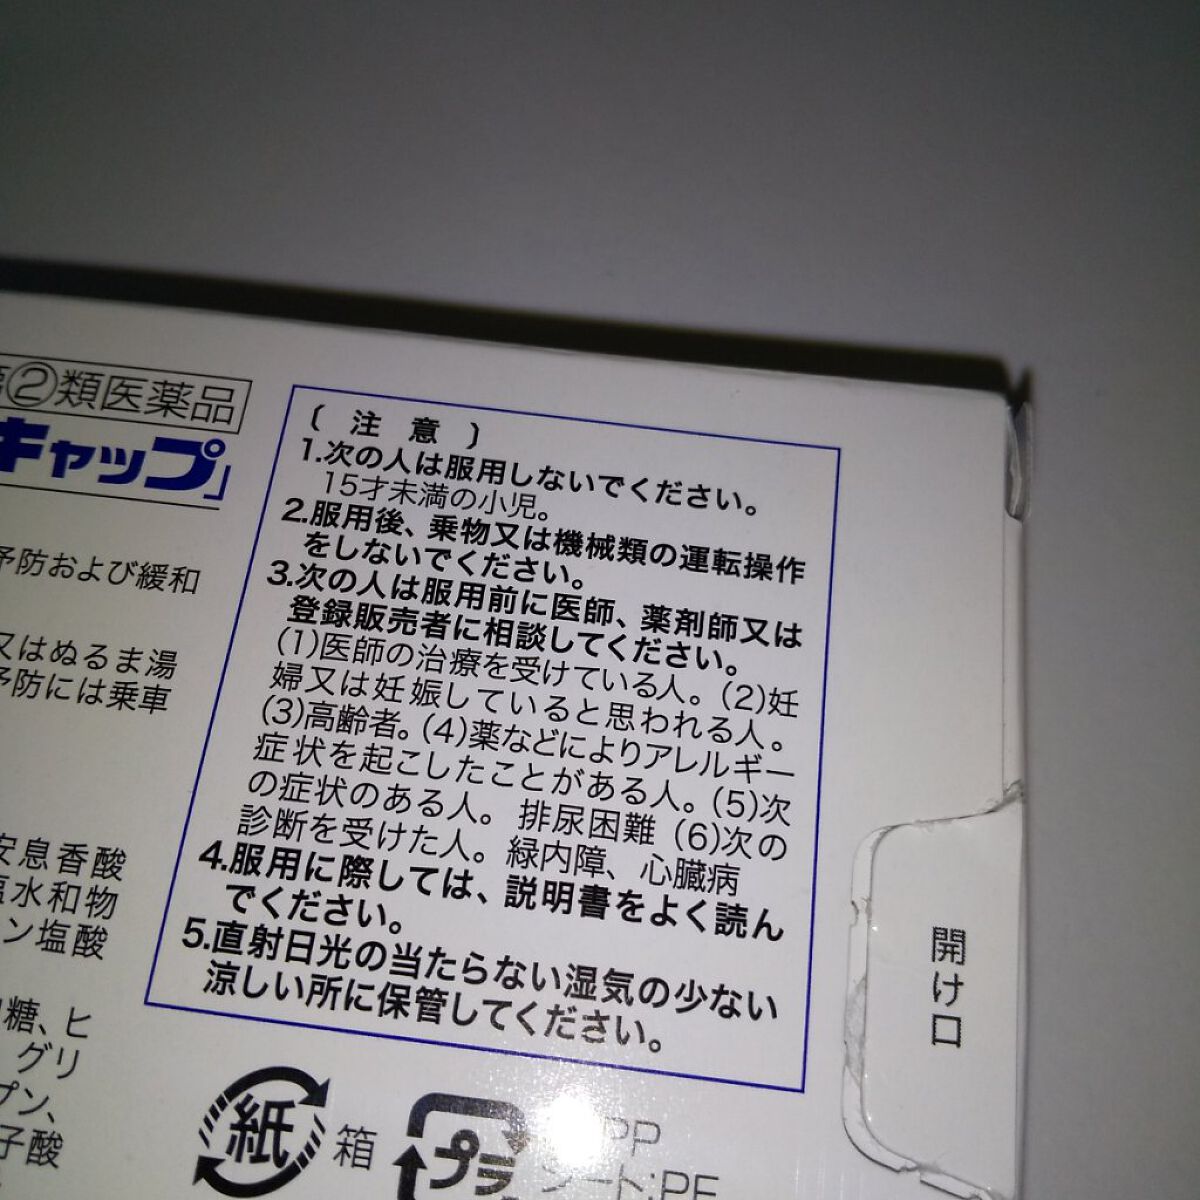 ②類医薬品
キャップ」
予防および緩和
又はぬるま湯
予防には乗車
安息香酸
塩水和物
ン塩酸
糖、ヒ
グリ
プン、
子酸
〔注意〕
1.次の人は服用しないでください。
15才未満の小児。
2.服用後、乗物又は機械類の運転操作
をしないでください。
3.次の人は服用前に医師、薬剤師又は
登録販売者に相談してください。
(1)医師の治療を受けている人。(2)妊
婦又は妊娠していると思われる人。
(3)高齢者。(4)薬などによりアレルギー
症状を起こしたことがある人。(5)次
の症状のある人。排尿困難 (6)次の
診断を受けた人。緑内障、心臓病
4.服用に際しては、説明書をよく読ん
でください。
5.直射日光の当たらない湿気の少ない
涼しい所に保管してください。
開け口
紙
箱
プラ
PP
シート:PE